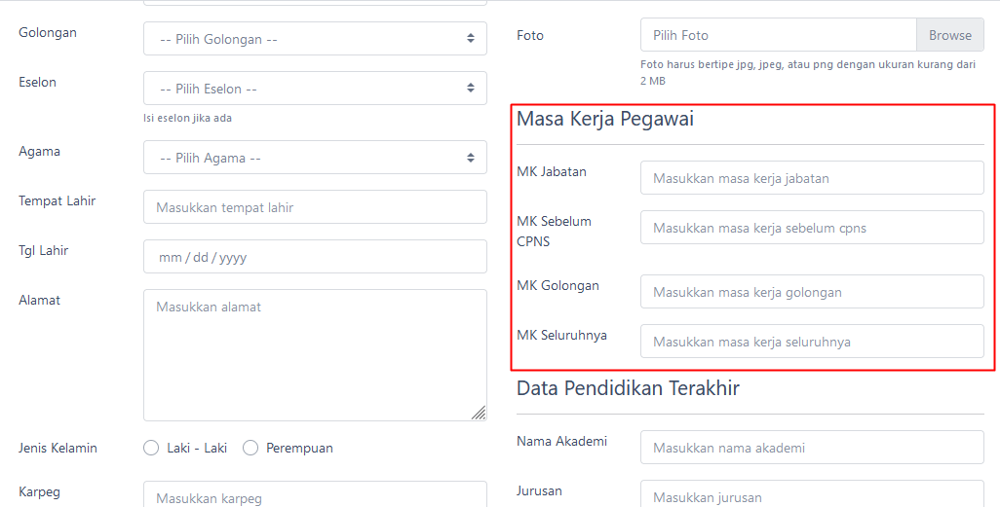 Golongan
-- Pilih Golongan --
Eselon
-- Pilih Eselon --
Isi eselon jika ada
Agama
-- Pilih Agama --
Tempat Lahir
Masukkan tempat lahir
Tgl Lahir
mm / dd / yyyy
Alamat
Masukkan alamat
Jenis Kelamin
Laki - Laki
Perempuan
Karpeg
Masukkan karpeg
Foto
Pilih Foto
Browse
Foto harus bertipe jpg, jpeg, atau png dengan ukuran kurang dari
2 MB
Masa Kerja Pegawai
MK Jabatan
Masukkan masa kerja jabatan
MK Sebelum
CPNS
Masukkan masa kerja sebelum cpns
MK Golongan
Masukkan masa kerja golongan
MK Seluruhnya
Masukkan masa kerja seluruhnya
Data Pendidikan Terakhir
Nama Akademi
Masukkan nama akademi
Jurusan
Masukkan jurusan